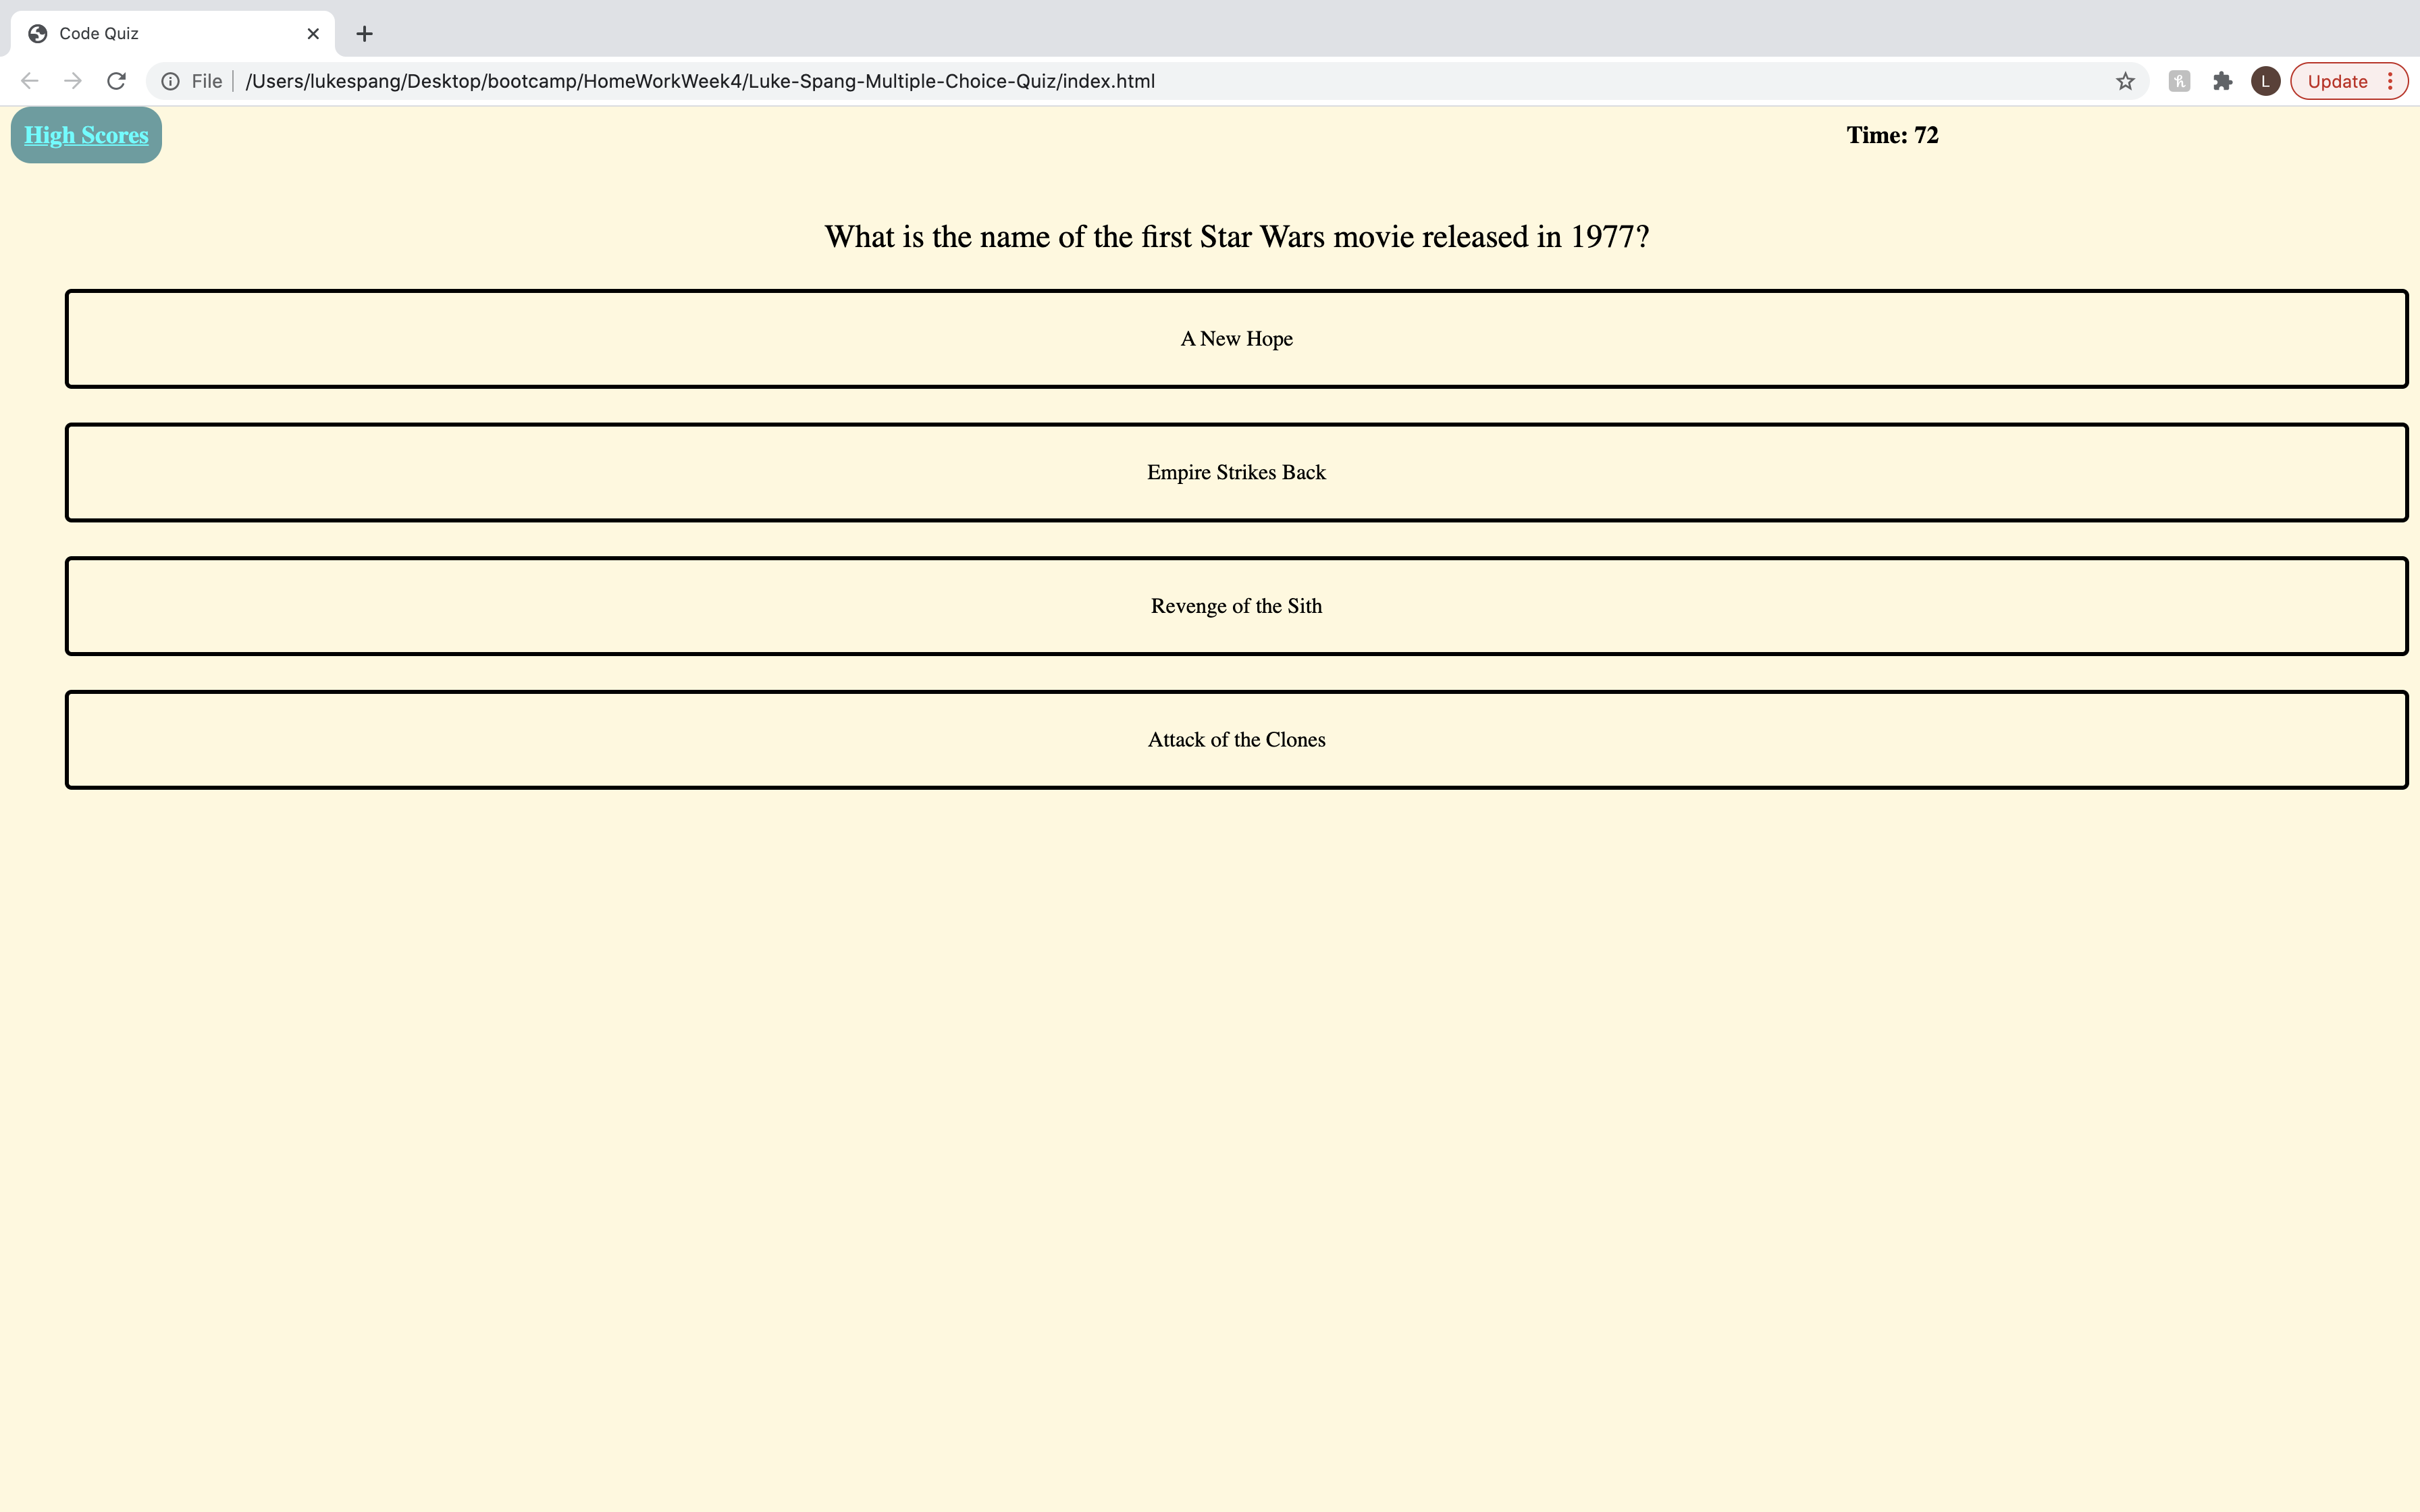 Code Quiz
File /Users/lukespang/Desktop/bootcamp/HomeWorkWeek4/Luke-Spang-Multiple-Choice-Quiz/index.html
L
Update
High Scores
Time: 72
What is the name of the first Star Wars movie released in 1977?
A New Hope
Empire Strikes Back
Revenge of the Sith
Attack of the Clones